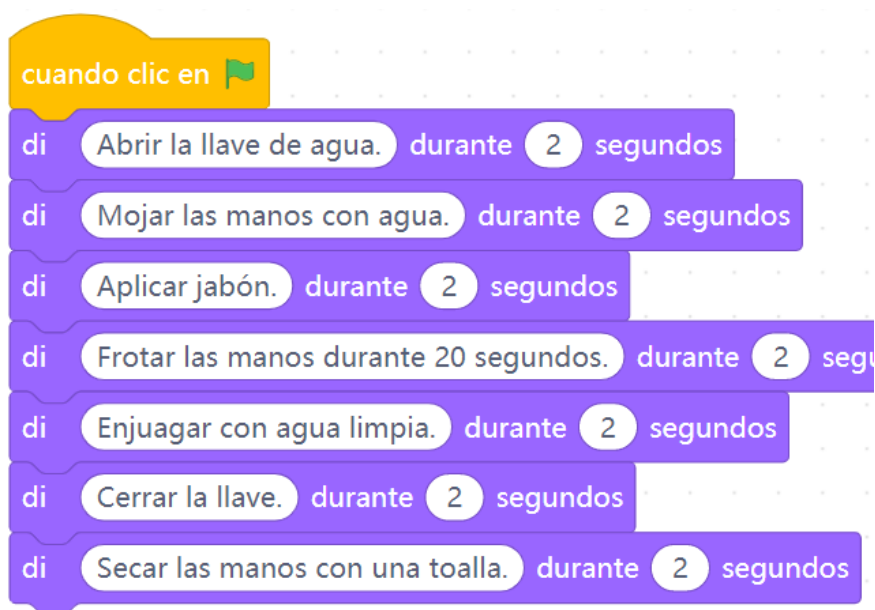 cuando clic en
di Abrir la llave de agua. durante 2 segundos
di Mojar las manos con agua. durante 2 segundos
di Aplicar jabón. durante 2 segundos
di Frotar las manos durante 20 segundos. durante 2 segu
di Enjuagar con agua limpia. durante 2 segundos
di Cerrar la llave. durante 2 segundos
di Secar las manos con una toalla. durante 2 segundos